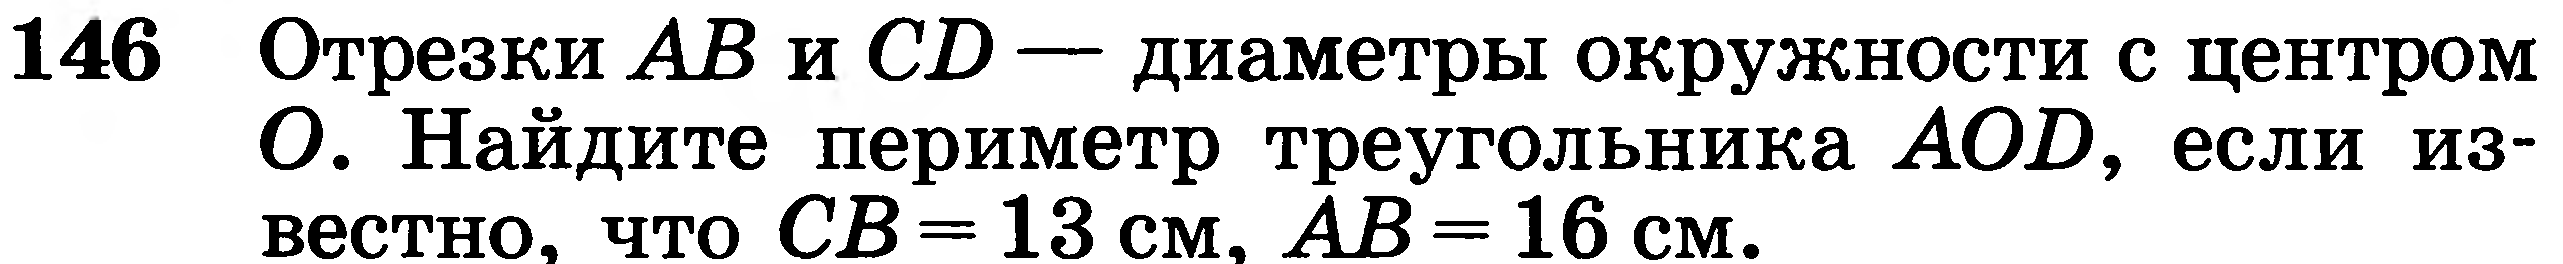 146 Отрезки AB и CD — диаметры окружности с центром
O. Найдите периметр треугольника AOD, если из-
вестно, что CB = 13 см, AB = 16 см.